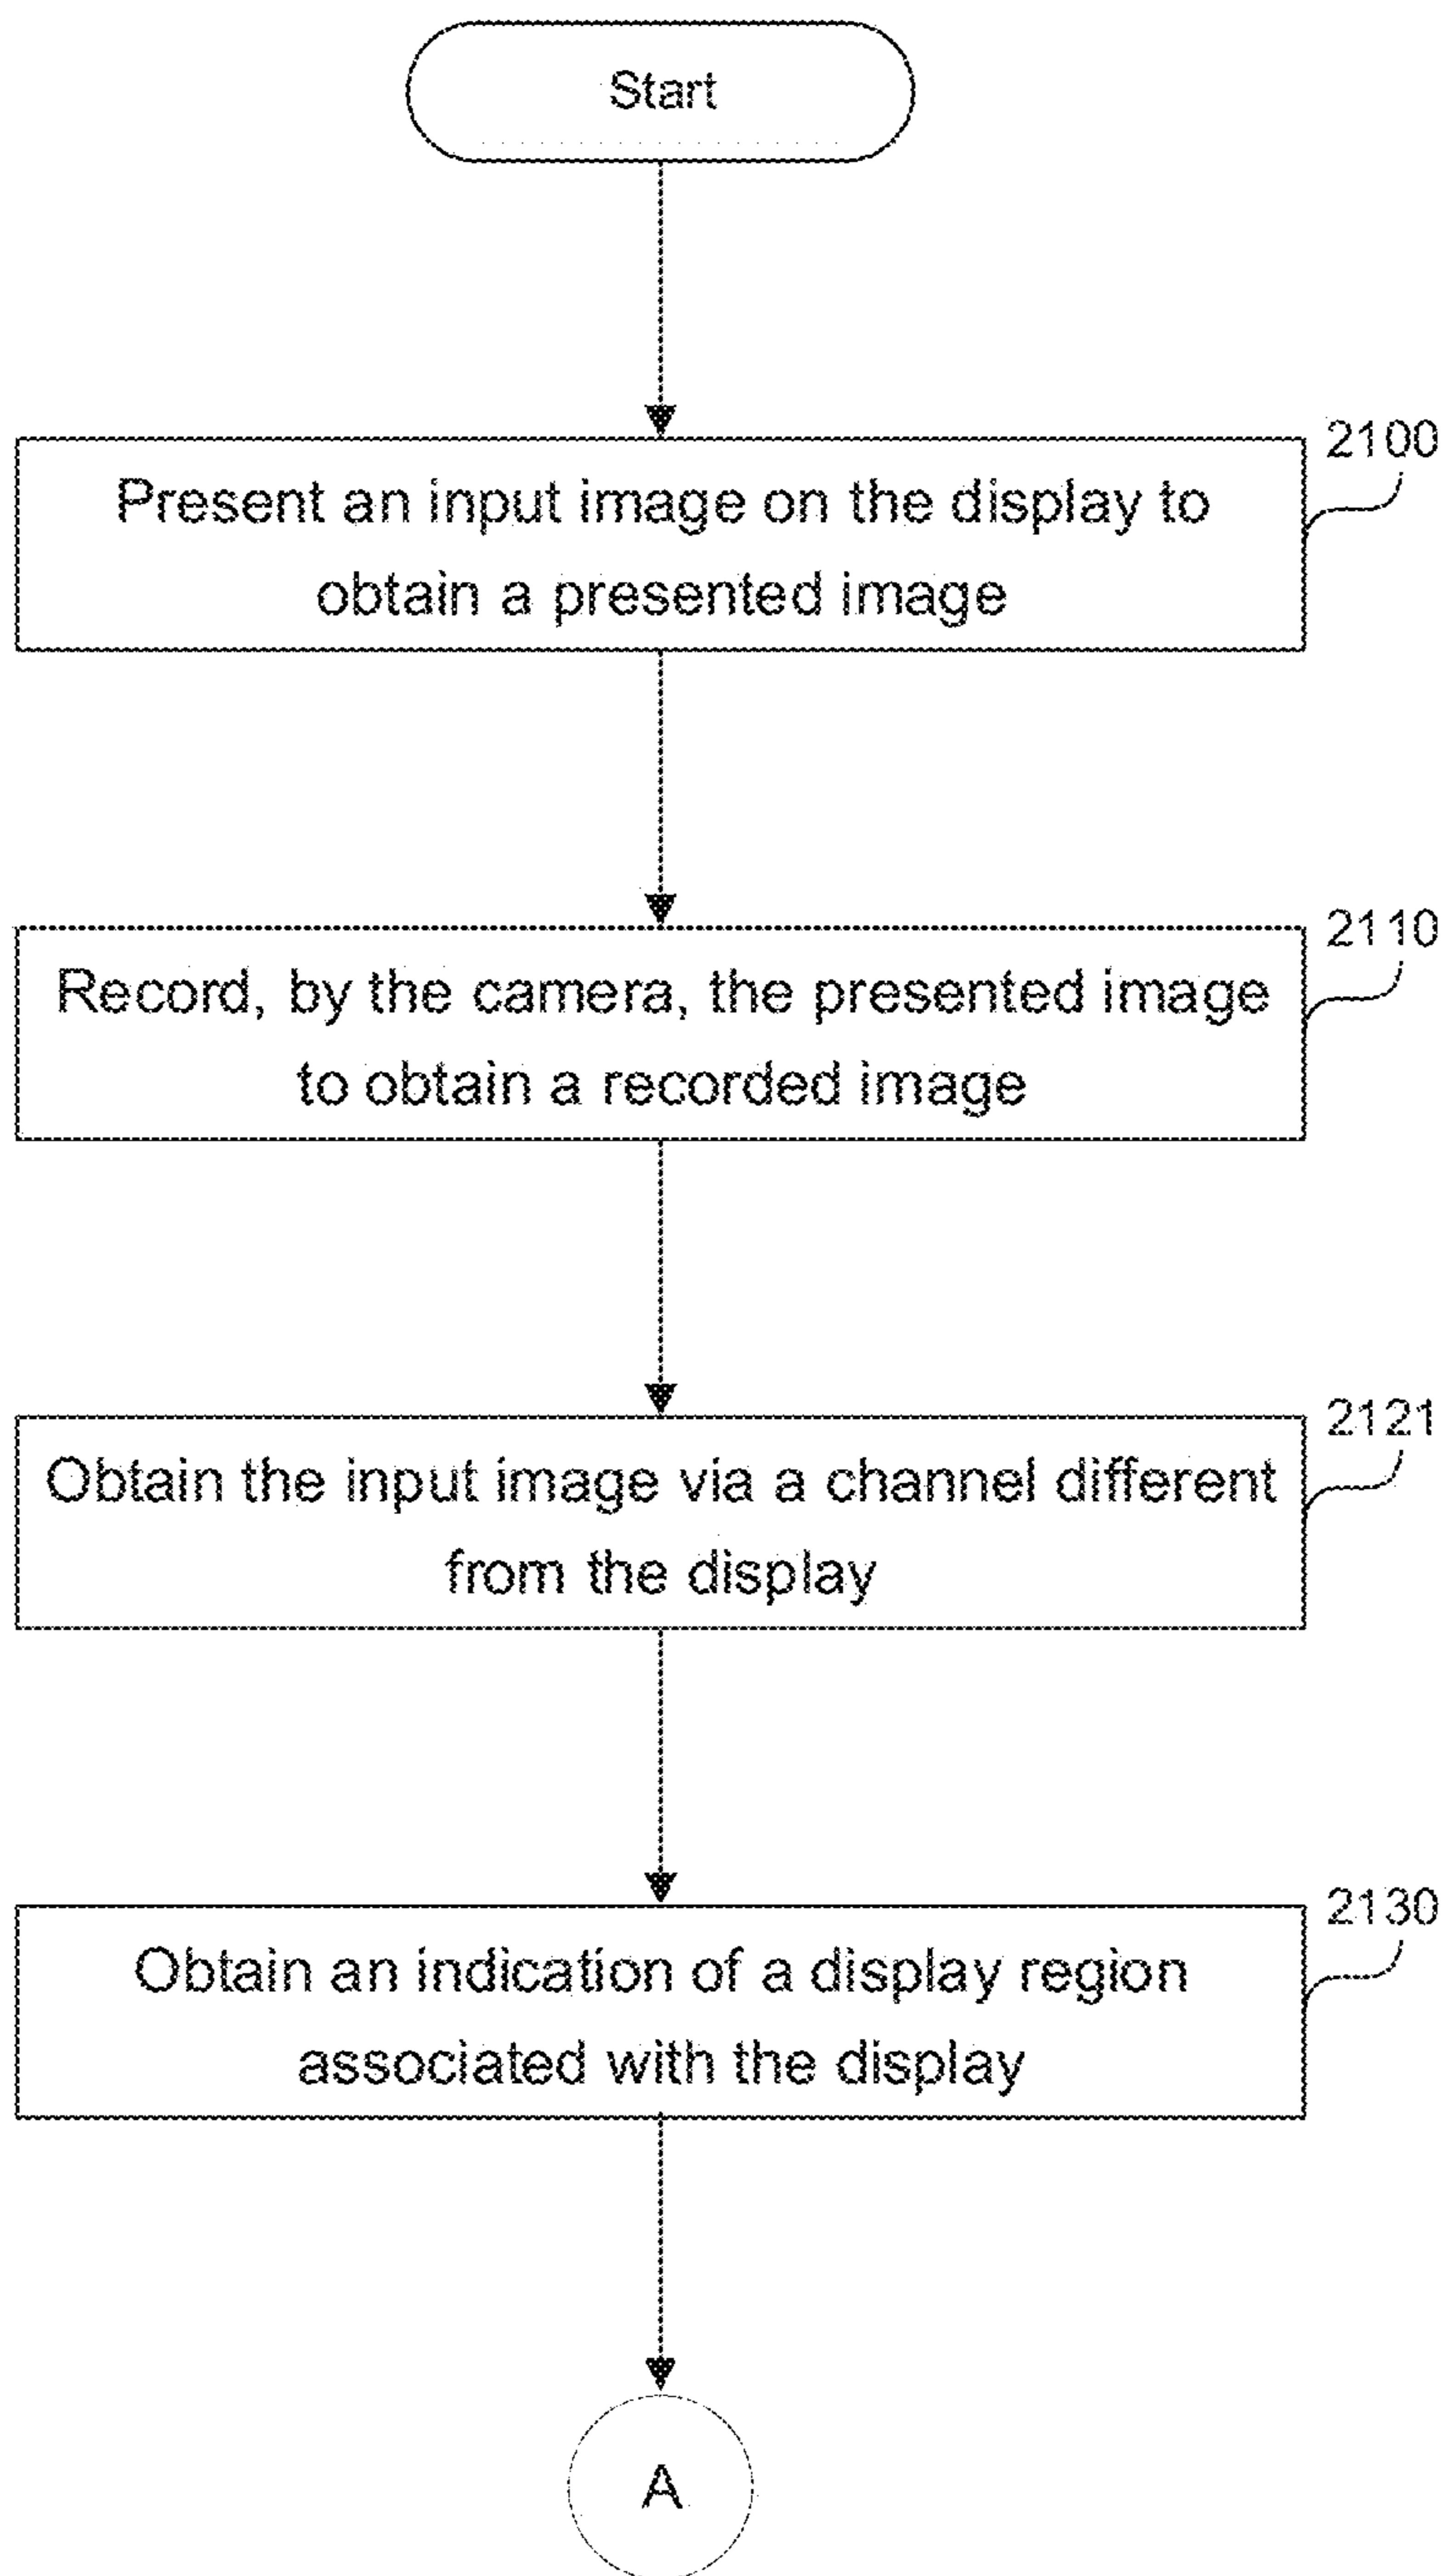 Start
2100
Present an input image on the display to
obtain a presented image
2110
Record, by the camera, the presented image
to obtain a recorded image
2121
Obtain the input image via a channel different
from the display
2130
Obtain an indication of a display region
associated with the display
A